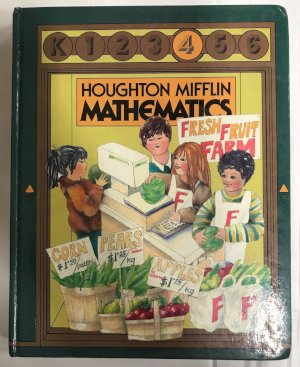 K 1 2 3 4 5 6
HOUGHTON MIFFLIN
MATHEMATICS
FRESH FRUIT
FARM
F
F
CORN
PEARS
APPLES
F
F